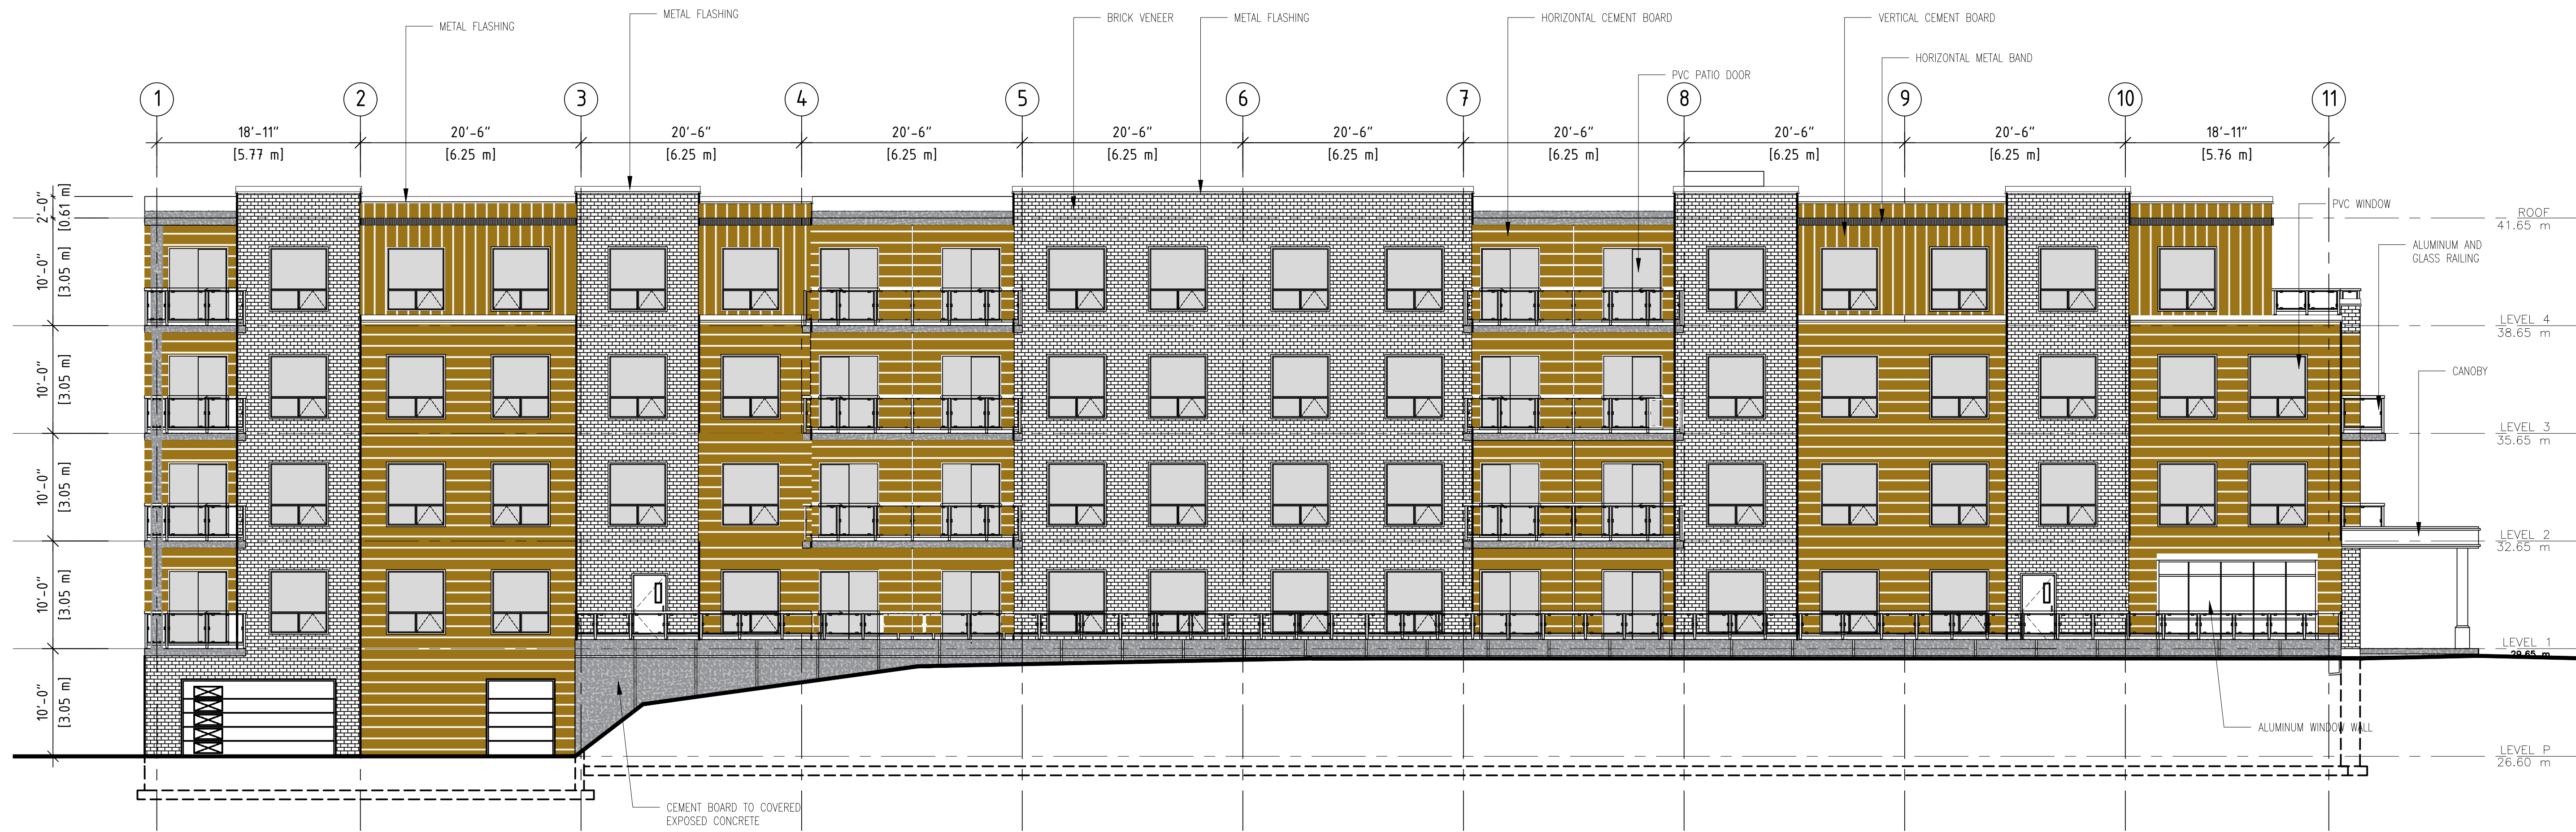 METAL FLASHING
METAL FLASHING
BRICK VENEER
METAL FLASHING
HORIZONTAL CEMENT BOARD
VERTICAL CEMENT BOARD
HORIZONTAL METAL BAND
PVC PATIO DOOR
1
2
3
4
5
6
7
8
9
10
11
18'-11"
20'-6"
20'-6"
20'-6"
20'-6"
20'-6"
20'-6"
20'-6"
20'-6"
18'-11"
[5.77 m]
[6.25 m]
[6.25 m]
[6.25 m]
[6.25 m]
[6.25 m]
[6.25 m]
[6.25 m]
[6.25 m]
[5.76 m]
2'-0"
[0.61 m]
10'-0"
[3.05 m]
10'-0"
[3.05 m]
10'-0"
[3.05 m]
10'-0"
[3.05 m]
10'-0"
[3.05 m]
PVC WINDOW
ROOF
41.65 m
ALUMINUM AND
GLASS RAILING
LEVEL 4
38.65 m
CANOBY
LEVEL 3
35.65 m
LEVEL 2
32.65 m
LEVEL 1
29.65 m
ALUMINUM WINDOW WALL
LEVEL P
26.60 m
CEMENT BOARD TO COVERED
EXPOSED CONCRETE